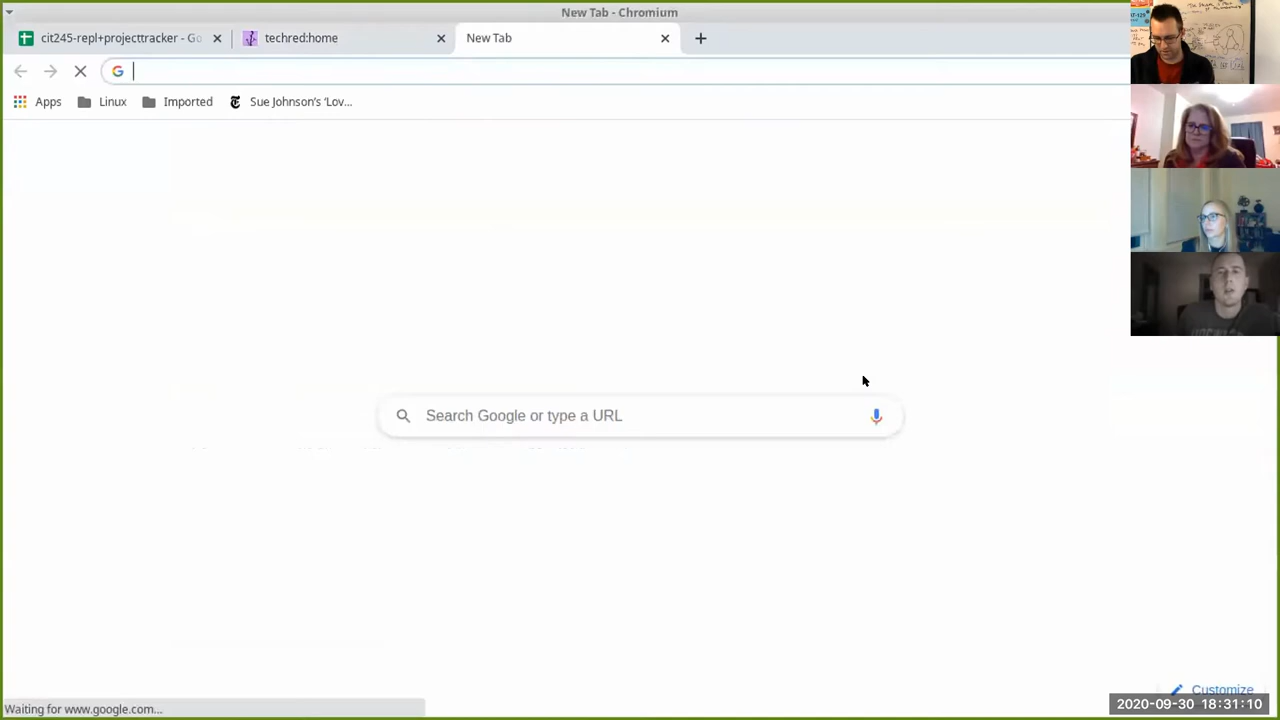 New Tab - Chromium
cit245-repl+projecttracker - Go
techred:home
New Tab
Apps
Linux
Imported
Sue Johnson's 'Lov...
Search Google or type a URL
Customize
Waiting for www.google.com...
2020-09-30 18:31:10